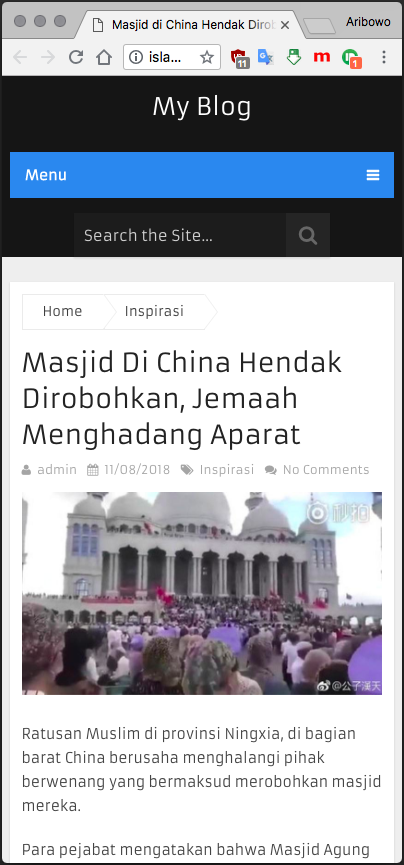 Masjid di China Hendak Dirob
Aribowo
isla...
11
1
My Blog
Menu
Search the Site...
Home
Inspirasi
Masjid Di China Hendak
Dirobohkan, Jemaah
Menghadang Aparat
admin 11/08/2018 Inspirasi No Comments
秒拍
@公子漢天
Ratusan Muslim di provinsi Ningxia, di bagian
barat China berusaha menghalangi pihak
berwenang yang bermaksud merobohkan masjid
mereka.
Para pejabat mengatakan bahwa Masjid Agung